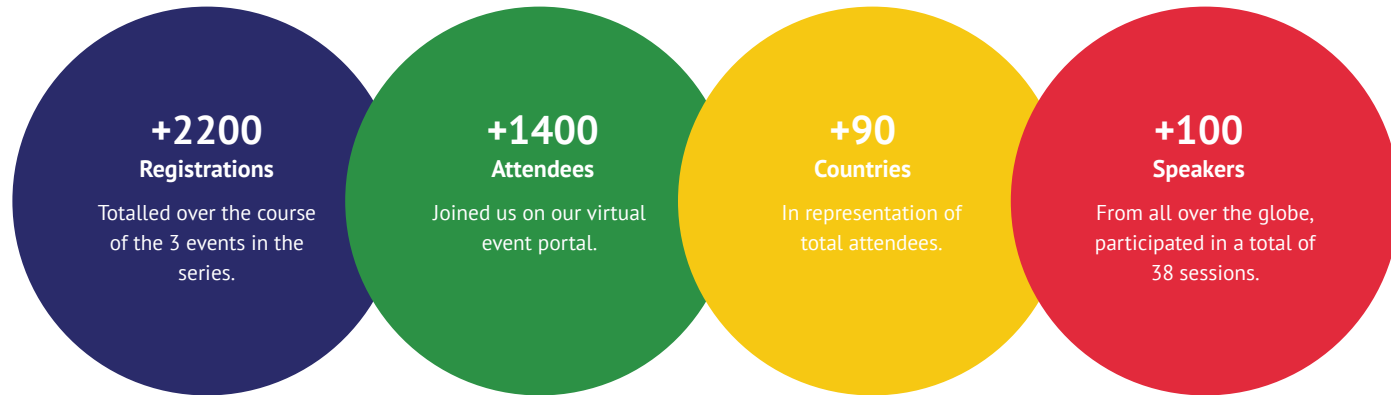 +2200
Registrations
Totalled over the course
of the 3 events in the
series.
+1400
Attendees
Joined us on our virtual
event portal.
+90
Countries
In representation of
total attendees.
+100
Speakers
From all over the globe,
participated in a total of
38 sessions.